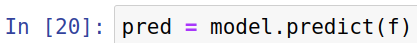 In [20]: pred = model.predict(f)